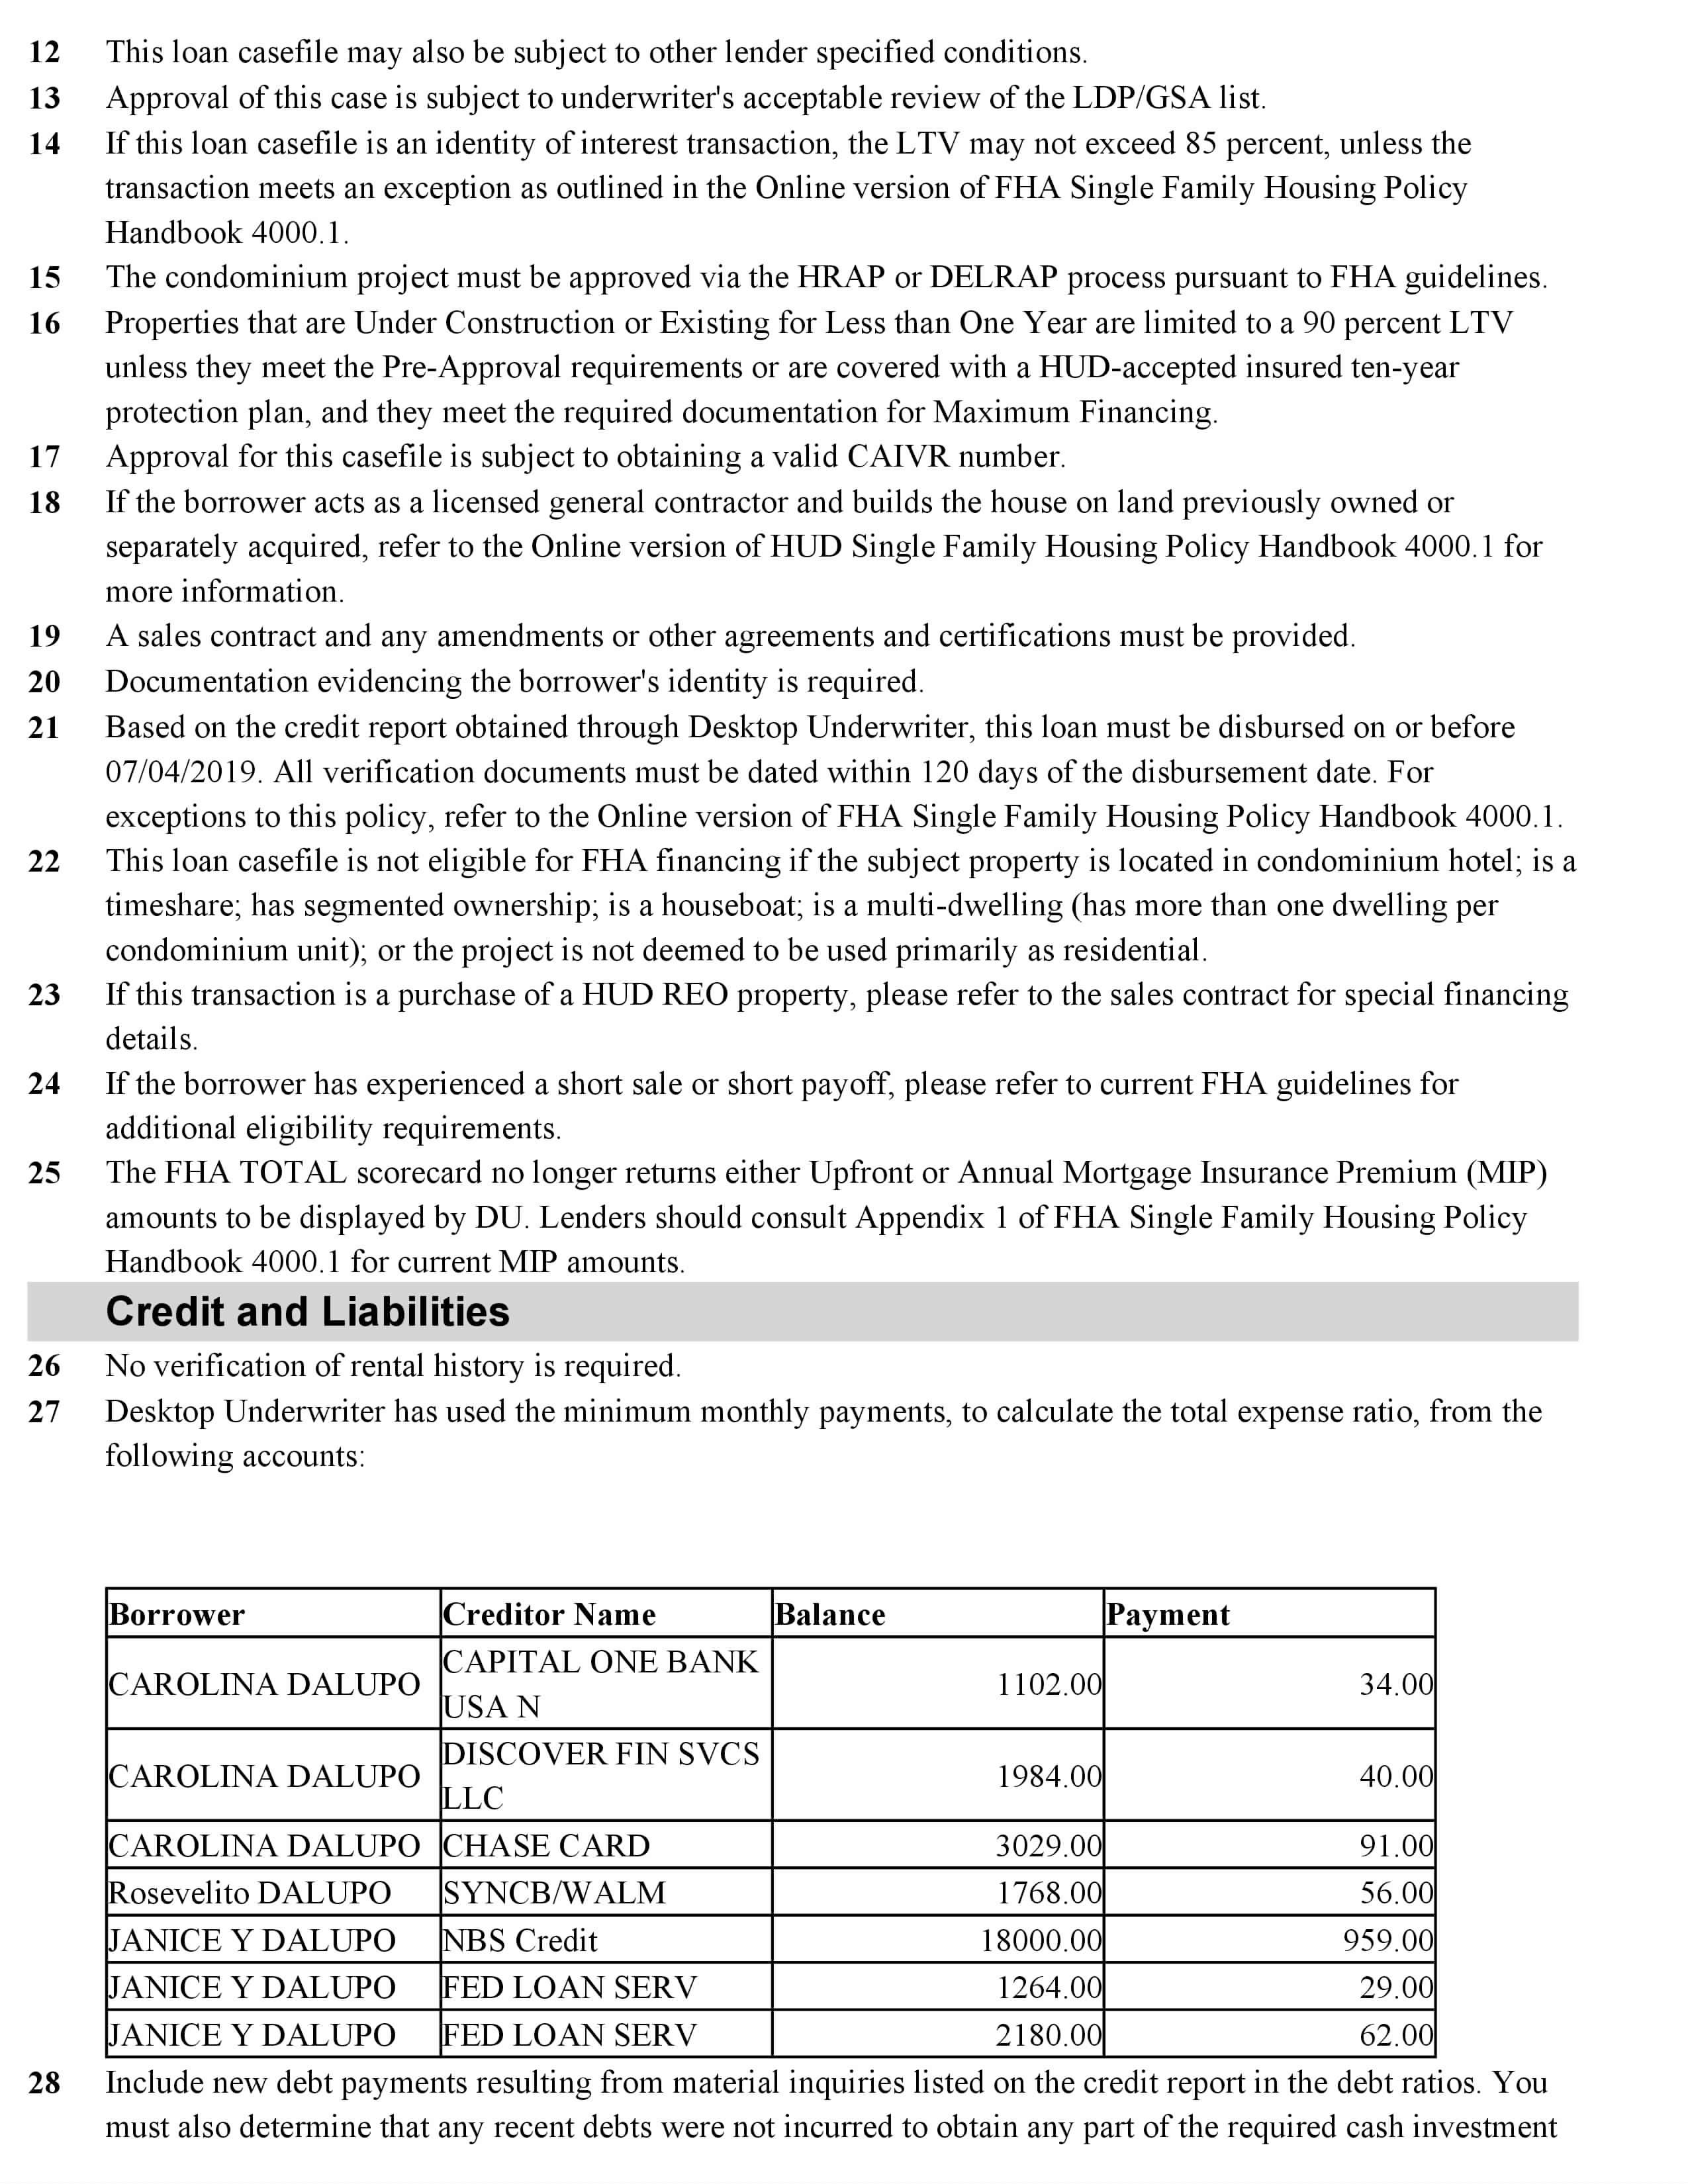 12 This loan casefile may also be subject to other lender specified conditions.
13 Approval of this case is subject to underwriter's acceptable review of the LDP/GSA list.
14 If this loan casefile is an identity of interest transaction, the LTV may not exceed 85 percent, unless the
transaction meets an exception as outlined in the Online version of FHA Single Family Housing Policy
Handbook 4000.1.
15 The condominium project must be approved via the HRAP or DELRAP process pursuant to FHA guidelines.
16 Properties that are Under Construction or Existing for Less than One Year are limited to a 90 percent LTV
unless they meet the Pre-Approval requirements or are covered with a HUD-accepted insured ten-year
protection plan, and they meet the required documentation for Maximum Financing.
17 Approval for this casefile is subject to obtaining a valid CAIVR number.
18 If the borrower acts as a licensed general contractor and builds the house on land previously owned or
separately acquired, refer to the Online version of HUD Single Family Housing Policy Handbook 4000.1 for
more information.
19 A sales contract and any amendments or other agreements and certifications must be provided.
20 Documentation evidencing the borrower's identity is required.
21 Based on the credit report obtained through Desktop Underwriter, this loan must be disbursed on or before
07/04/2019. All verification documents must be dated within 120 days of the disbursement date. For
exceptions to this policy, refer to the Online version of FHA Single Family Housing Policy Handbook 4000.1.
22 This loan casefile is not eligible for FHA financing if the subject property is located in condominium hotel; is a
timeshare; has segmented ownership; is a houseboat; is a multi-dwelling (has more than one dwelling per
condominium unit); or the project is not deemed to be used primarily as residential.
23 If this transaction is a purchase of a HUD REO property, please refer to the sales contract for special financing
details.
24 If the borrower has experienced a short sale or short payoff, please refer to current FHA guidelines for
additional eligibility requirements.
25 The FHA TOTAL scorecard no longer returns either Upfront or Annual Mortgage Insurance Premium (MIP)
amounts to be displayed by DU. Lenders should consult Appendix 1 of FHA Single Family Housing Policy
Handbook 4000.1 for current MIP amounts.
Credit and Liabilities
26 No verification of rental history is required.
27 Desktop Underwriter has used the minimum monthly payments, to calculate the total expense ratio, from the
following accounts:
Borrower Creditor Name Balance Payment
CAROLINA DALUPO CAPITAL ONE BANK USA N 1102.00 34.00
CAROLINA DALUPO DISCOVER FIN SVCS LLC 1984.00 40.00
CAROLINA DALUPO CHASE CARD 3029.00 91.00
Rosevelito DALUPO SYNCB/WALM 1768.00 56.00
JANICE Y DALUPO NBS Credit 18000.00 959.00
JANICE Y DALUPO FED LOAN SERV 1264.00 29.00
JANICE Y DALUPO FED LOAN SERV 2180.00 62.00
28 Include new debt payments resulting from material inquiries listed on the credit report in the debt ratios. You
must also determine that any recent debts were not incurred to obtain any part of the required cash investment